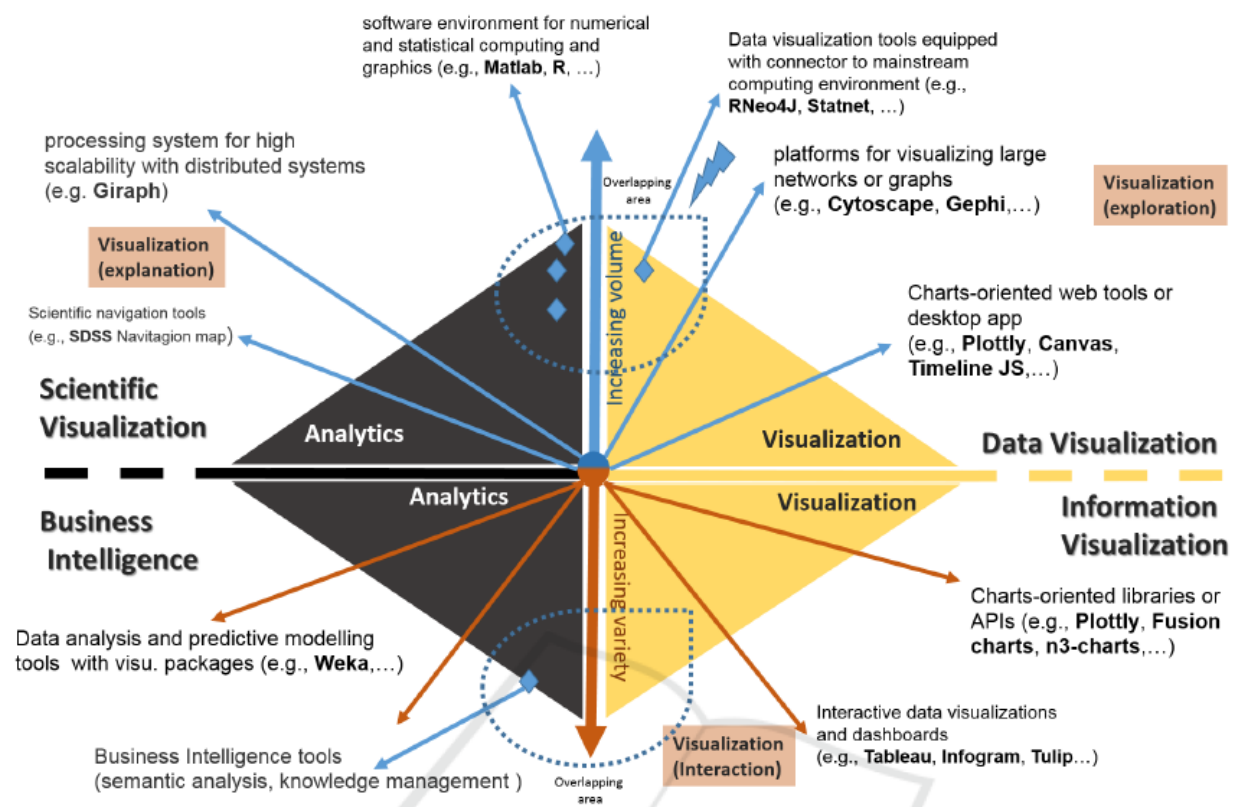 software environment for numerical
and statistical computing and
graphics (e.g., Matlab, R, …)
Data visualization tools equipped
with connector to mainstream
computing environment (e.g.,
RNeo4J, Statnet, …)
processing system for high
scalability with distributed systems
(e.g. Giraph)
platforms for visualizing large
networks or graphs
(e.g., Cytoscape, Gephi,…)
Visualization
(exploration)
Overlapping
area
Visualization
(explanation)
Increasing volume
Scientific navigation tools
(e.g., SDSS Navitagion map)
Charts-oriented web tools or
desktop app
(e.g., Plottly, Canvas,
Timeline JS,…)
Scientific
Visualization
Analytics
Visualization
Data Visualization
Business
Intelligence
Analytics
Visualization
Information
Visualization
Increasing variety
Data analysis and predictive modelling
tools with visu. packages (e.g., Weka,…)
Charts-oriented libraries or
APIs (e.g., Plottly, Fusion
charts, n3-charts,…)
Business Intelligence tools
(semantic analysis, knowledge management )
Visualization
(Interaction)
Interactive data visualizations
and dashboards
(e.g., Tableau, Infogram, Tulip…)
Overlapping
area